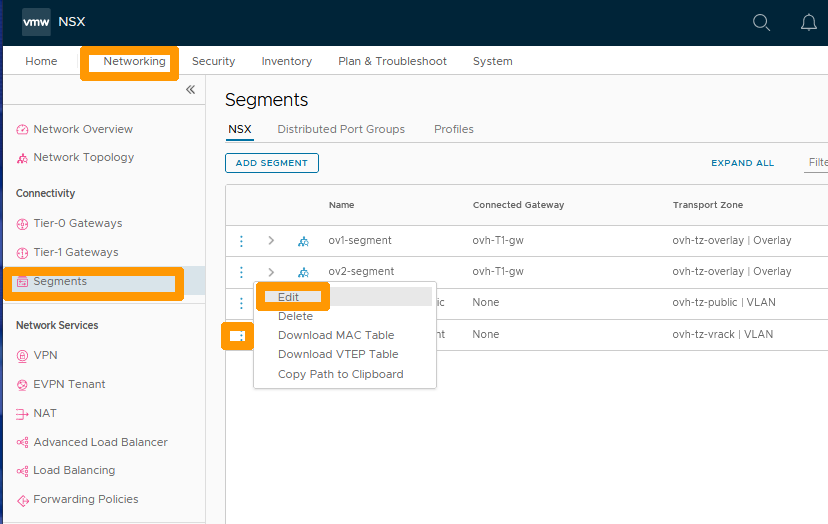 vmw NSX
Home Networking Security Inventory Plan & Troubleshoot System
Network Overview
Network Topology
Connectivity
Tier-0 Gateways
Tier-1 Gateways
Segments
Network Services
VPN
EVPN Tenant
NAT
Advanced Load Balancer
Load Balancing
Forwarding Policies
Segments
NSX Distributed Port Groups Profiles
ADD SEGMENT EXPAND ALL Filte
Name Connected Gateway Transport Zone
ov1-segment ovh-T1-gw ovh-tz-overlay | Overlay
ov2-segment ovh-T1-gw ovh-tz-overlay | Overlay
ic None ovh-tz-public | VLAN
nt None ovh-tz-vrack | VLAN
Edit
Delete
Download MAC Table
Download VTEP Table
Copy Path to Clipboard